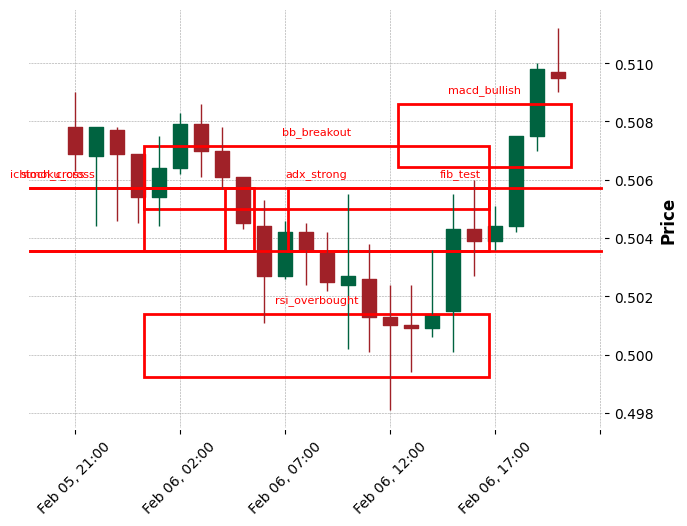 macd_bullish
bb_breakout
adx_strong
fib_test
rsi_overbought
0.510
0.508
0.506
0.504
0.502
0.500
0.498
Price
Feb 05, 21:00
Feb 06, 02:00
Feb 06, 07:00
Feb 06, 12:00
Feb 06, 17:00